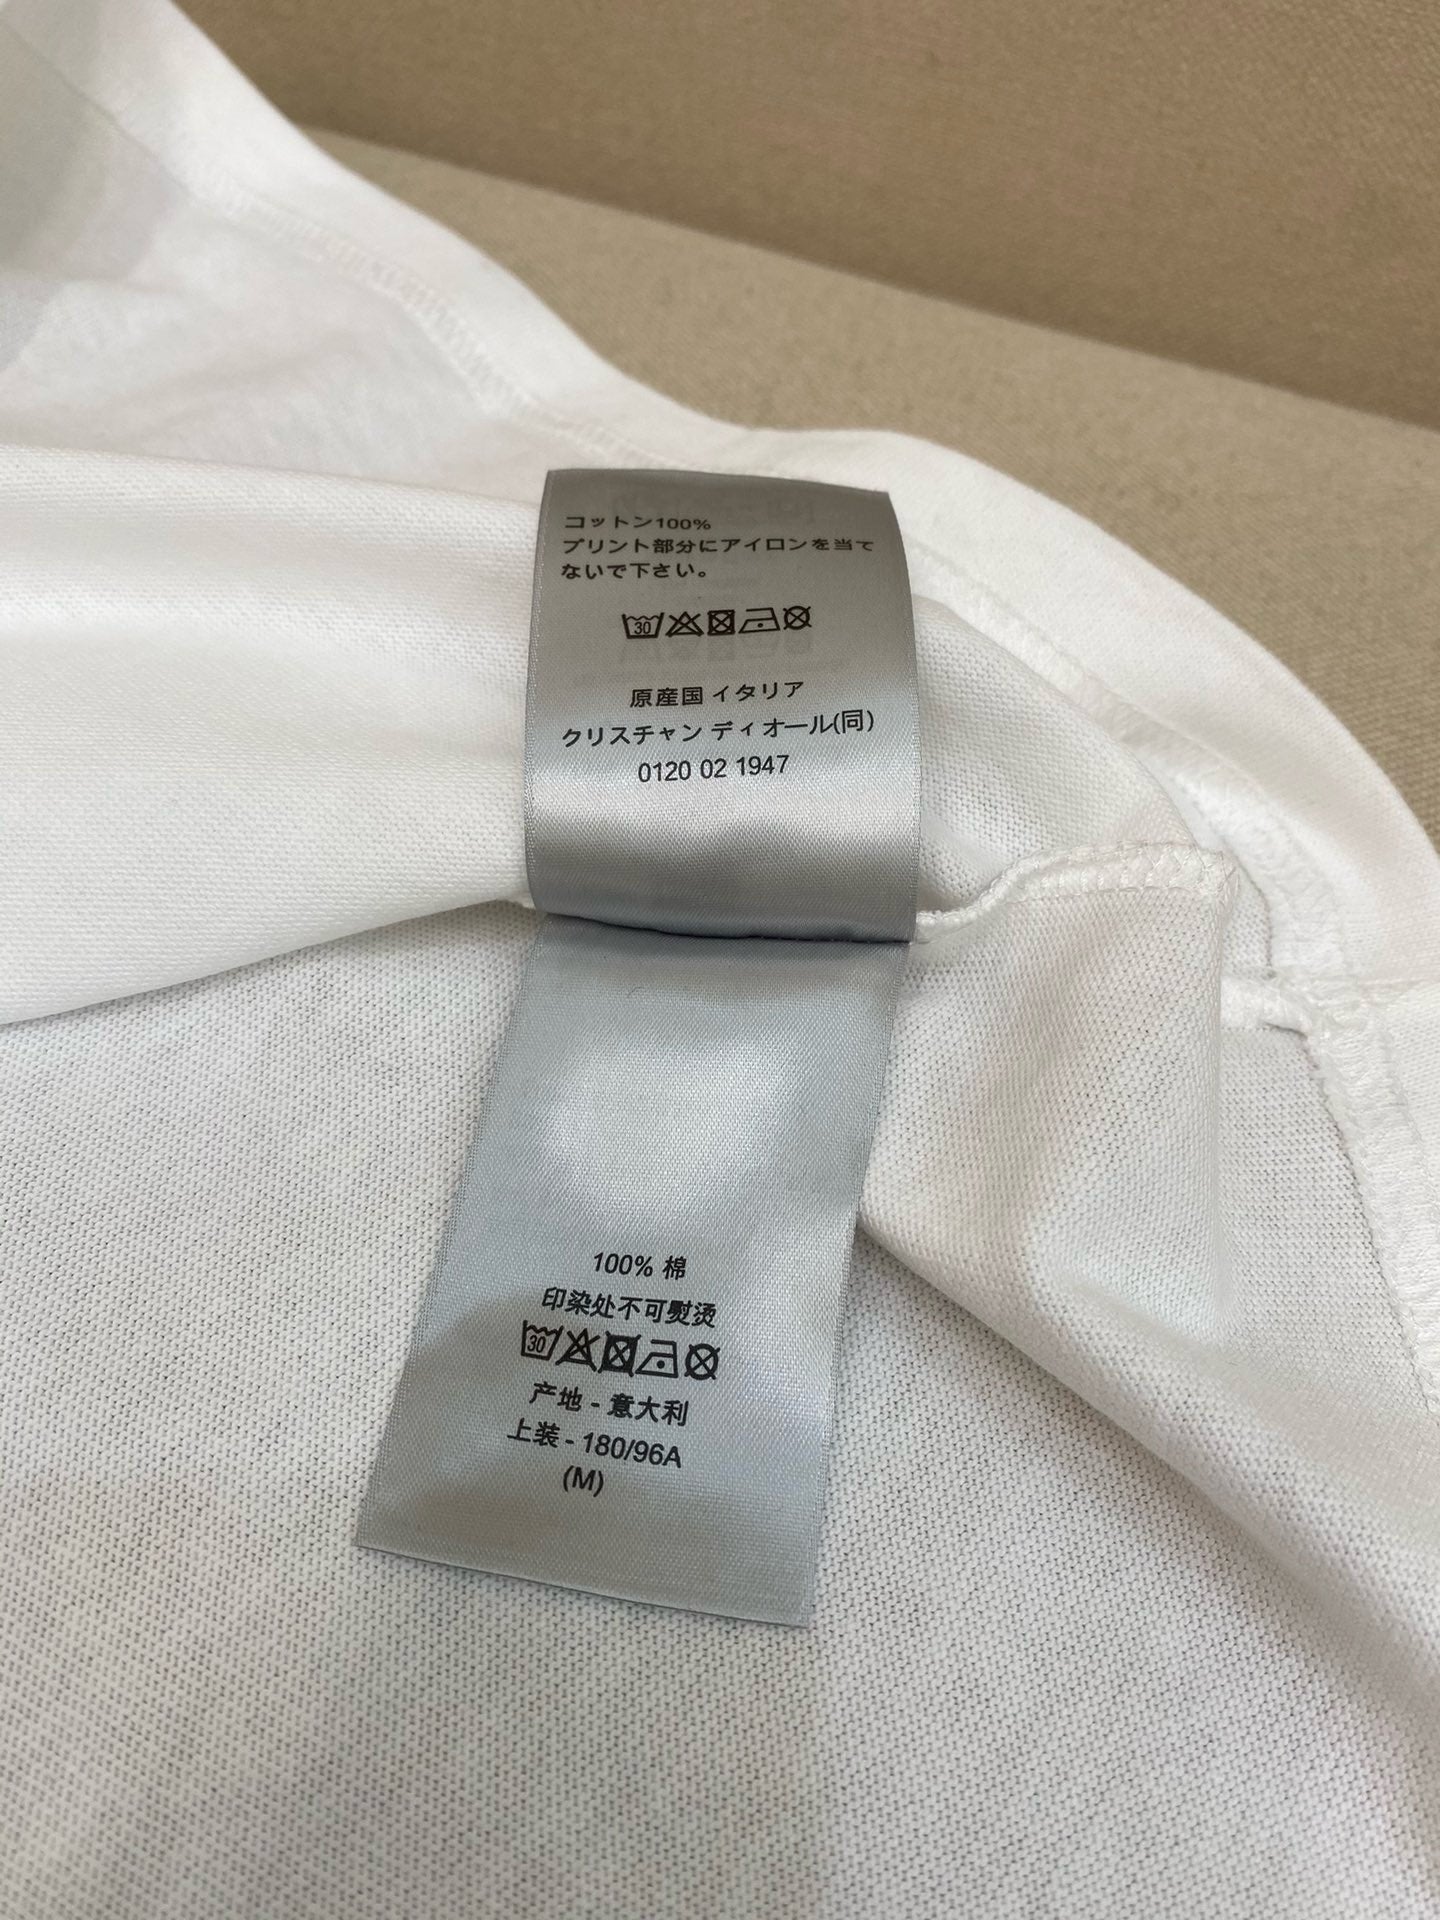 コットン100%
プリント部分にアイロンを当て
ないで下さい。
30
原産国 イタリア
クリスチャン ディオール(同)
0120 02 1947
100% 棉
印染处不可熨烫
30
产地 - 意大利
上装 - 180/96A
(M)